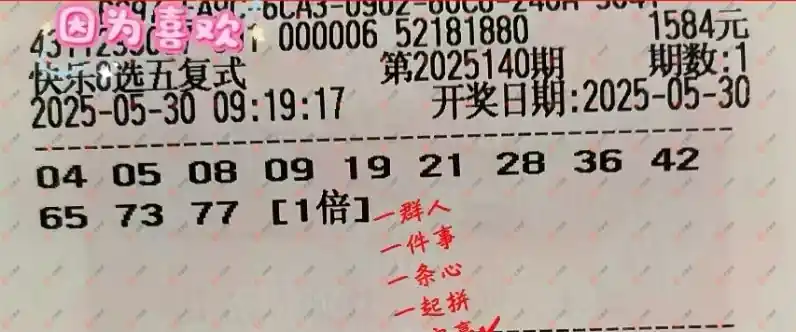 因为喜欢
000006 52181880 1584元
快乐8选五复式 第2025140期 期数:1
2025-05-30 09:19:17 开奖日期:2025-05-30
04 05 08 09 19 21 28 36 42
65 73 77 [1倍]
一群人
一件事
一条心
一起拼